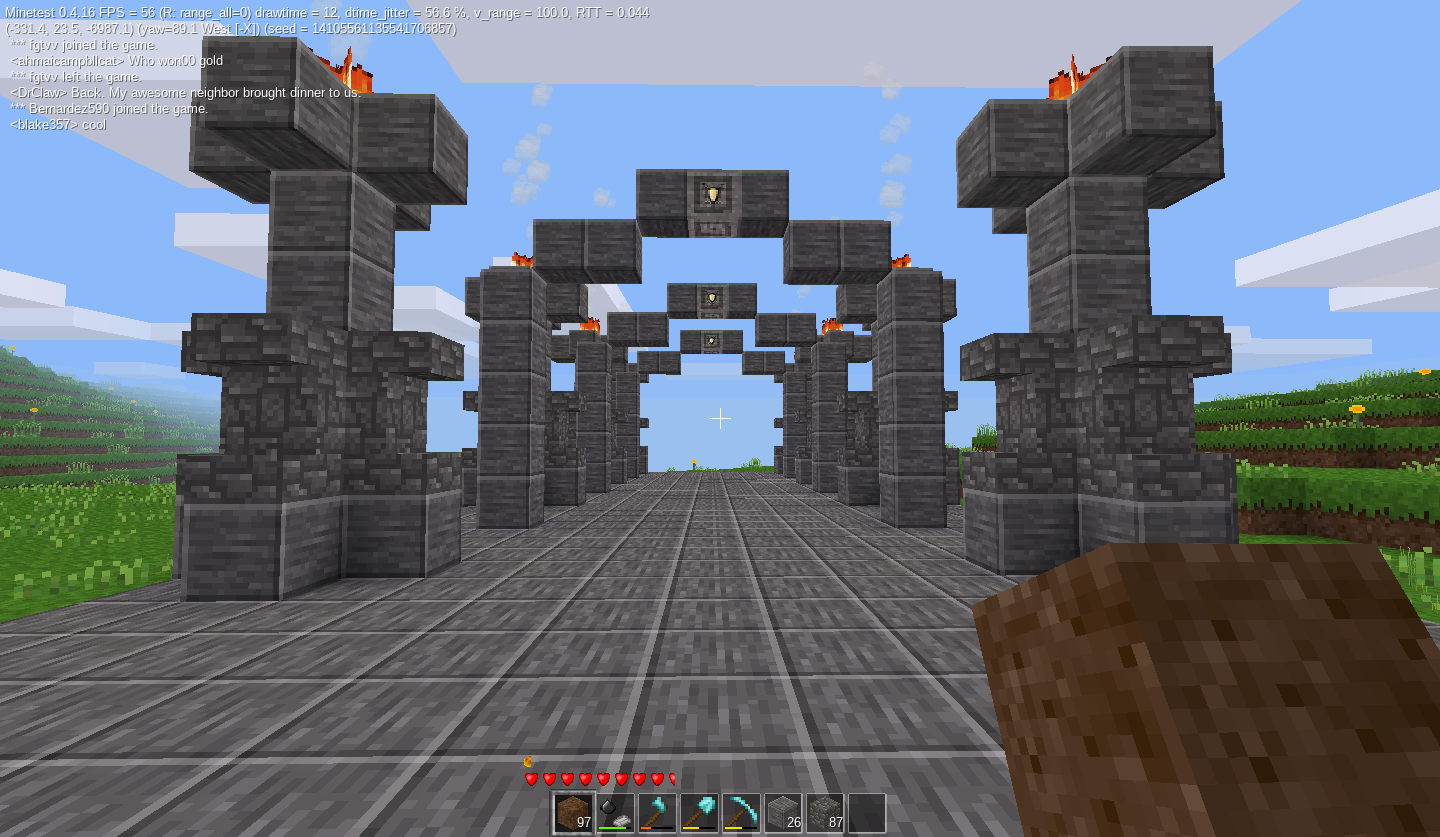 Minetest 0.4.16 FPS = 56 (R: range_all=0) drawtime = 12, dtime_jitter = 56.6 %, v_range = 100.0, RTT = 0.044
(-331.4, 23.5, -6987.1) (yaw=89.1 West [-X]) (seed = 14105561135541706857)
*** fgtvv joined the game.
<ahmaicampbllcat> Who won00 gold
*** fgtvv left the game.
<DrClaw> Back. My awesome neighbor brought dinner to us.
*** Bernardez590 joined the game.
<blake357> cool
97 26 87